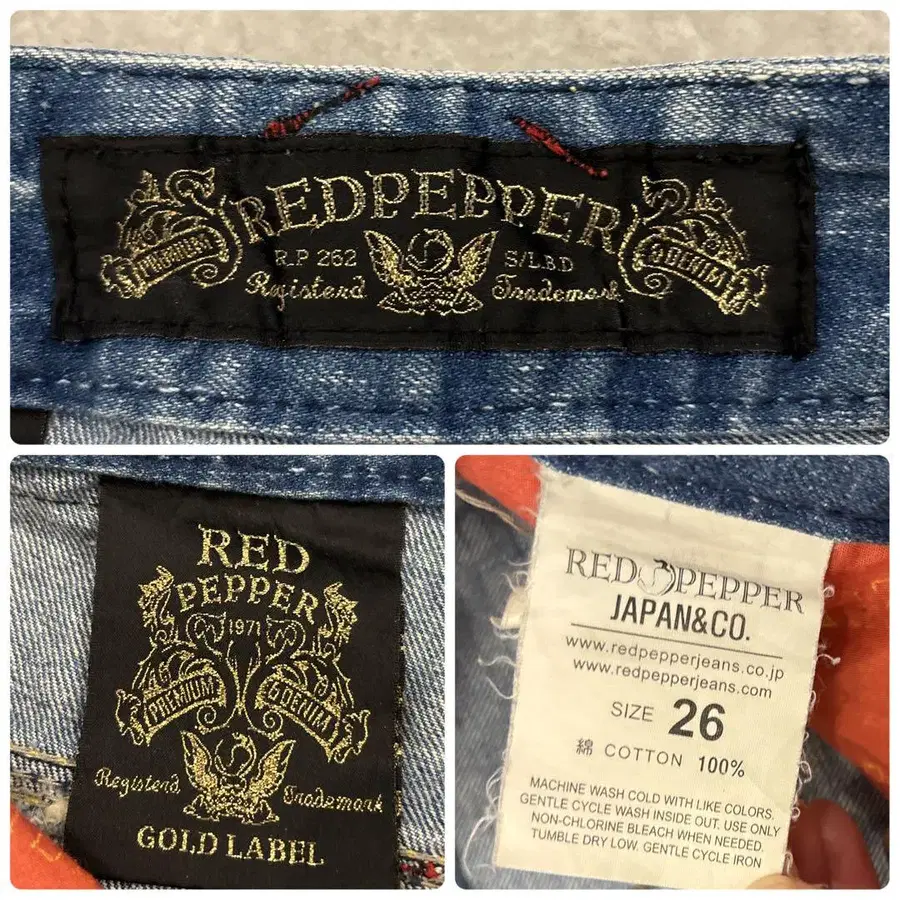 REDPEPPER
PREMIUM
R.P 262
S/L.B.D
& DENIM
Registerd
Trademark
RED
PEPPER
1971
PREMIUM
& DENIM
Registerd
Trademark
GOLD LABEL
RED PEPPER
JAPAN&CO.
www.redpepperjeans.co.jp
www.redpepperjeans.com
SIZE 26
綿 COTTON 100%
MACHINE WASH COLD WITH LIKE COLORS.
GENTLE CYCLE WASH INSIDE OUT. USE ONLY
NON-CHLORINE BLEACH WHEN NEEDED.
TUMBLE DRY LOW. GENTLE CYCLE IRON